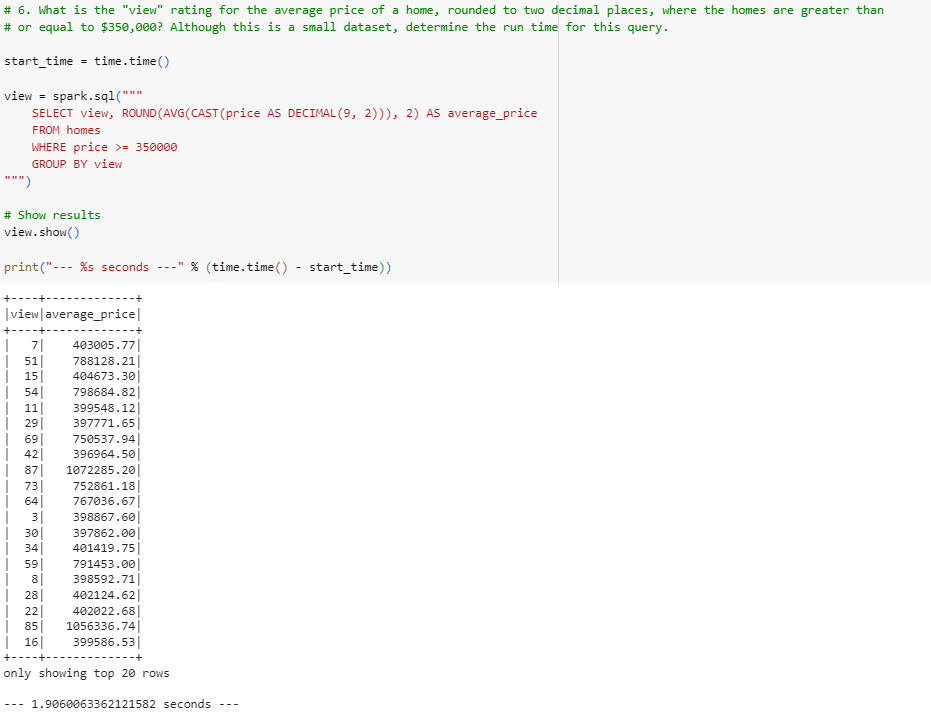 # 6. What is the "view" rating for the average price of a home, rounded to two decimal places, where the homes are greater than
# or equal to $350,000? Although this is a small dataset, determine the run time for this query.
start_time = time.time()
view = spark.sql("""
    SELECT view, ROUND(AVG(CAST(price AS DECIMAL(9, 2))), 2) AS average_price
    FROM homes
    WHERE price >= 350000
    GROUP BY view
""")
# Show results
view.show()
print("--- %s seconds ---" % (time.time() - start_time))
+----+-------------+
|view|average_price|
+----+-------------+
|   7|    403005.77|
|  51|    788128.21|
|  15|    404673.30|
|  54|    798684.82|
|  11|    399548.12|
|  29|    397771.65|
|  69|    750537.94|
|  42|    396964.50|
|  87|   1072285.20|
|  73|    752861.18|
|  64|    767036.67|
|   3|    398867.60|
|  30|    397862.00|
|  34|    401419.75|
|  59|    791453.00|
|   8|    398592.71|
|  28|    402124.62|
|  22|    402022.68|
|  85|   1056336.74|
|  16|    399586.53|
+----+-------------+
only showing top 20 rows
--- 1.9060063362121582 seconds ---